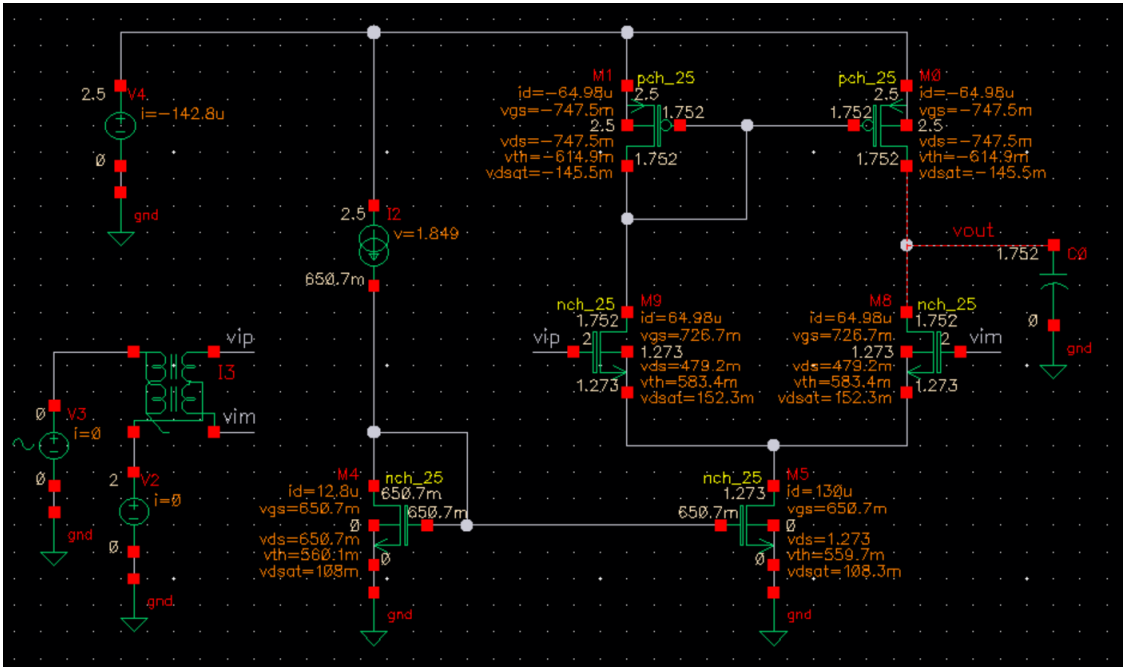 2.5
V4
i=-142.8u
0
gnd
2.5
I2
v=1.849
650.7m
M1
pch_25
id=-64.98u
vgs=-747.5m
vds=-747.5m
vth=-614.9m
vdsat=-145.5m
2.5
1.752
2.5
1.752
pch_25
M0
2.5
1.752
2.5
1.752
id=-64.98u
vgs=-747.5m
vds=-747.5m
vth=-614.9m
vdsat=-145.5m
vout
1.752
C0
0
gnd
nch_25
M9
1.752
vip
2
1.273
1.273
id=64.98u
vgs=726.7m
vds=479.2m
vth=583.4m
vdsat=152.3m
M8
nch_25
id=64.98u
vgs=726.7m
1.273
vds=479.2m
vth=583.4m
vdsat=152.3m
1.752
2
vim
1.273
vip
I3
vim
0
V3
i=0
0
gnd
2
V2
i=0
0
gnd
M4
nch_25
id=12.8u
vgs=650.7m
0
vds=650.7m
vth=560.1m
vdsat=108m
650.7m
650.7m
0
gnd
nch_25
M5
1.273
650.7m
0
0
id=130u
vgs=650.7m
vds=1.273
vth=559.7m
vdsat=108.3m
gnd